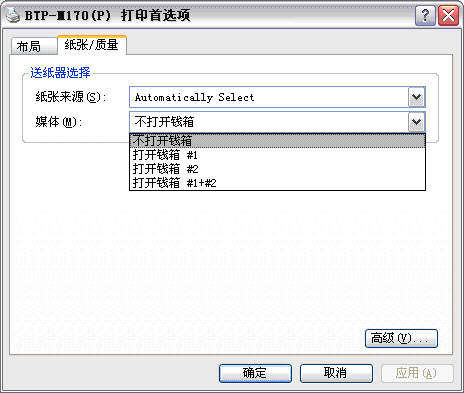 BTP-M170(P) 打印首选项
布局 纸张/质量
送纸器选择
纸张来源(S): Automatically Select
媒体(M): 不打开钱箱
不打开钱箱
打开钱箱 #1
打开钱箱 #2
打开钱箱 #1+#2
高级(V)...
确定 取消 应用(A)